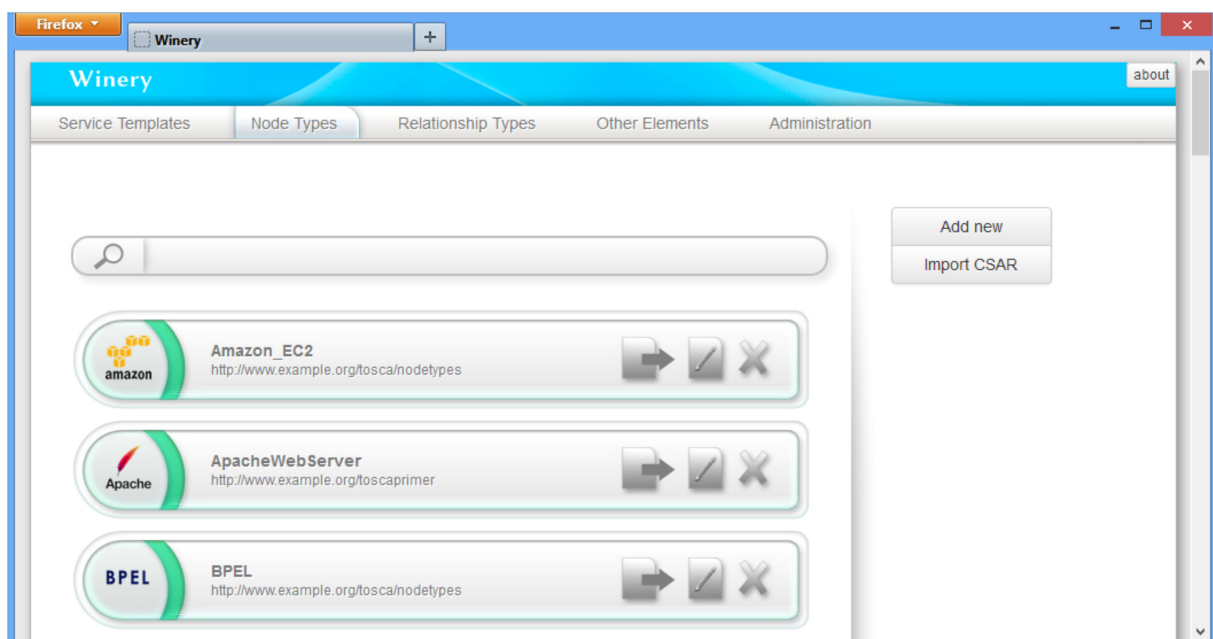 Firefox
Winery
+
Winery
about
Service Templates
Node Types
Relationship Types
Other Elements
Administration
Add new
Import CSAR
amazon
Amazon_EC2
http://www.example.org/tosca/nodetypes
Apache
ApacheWebServer
http://www.example.org/toscaprimer
BPEL
BPEL
http://www.example.org/tosca/nodetypes